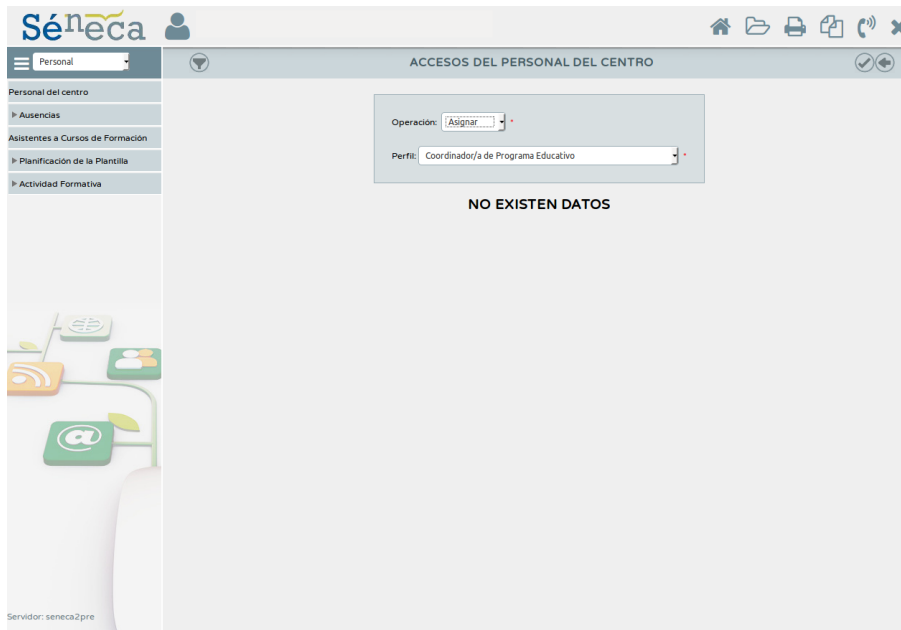 Séneca
Personal
ACCESOS DEL PERSONAL DEL CENTRO
Personal del centro
Ausencias
Asistentes a Cursos de Formación
Planificación de la Plantilla
Actividad Formativa
Operación: Asignar *
Perfil: Coordinador/a de Programa Educativo *
NO EXISTEN DATOS
@
Servidor: seneca2pre